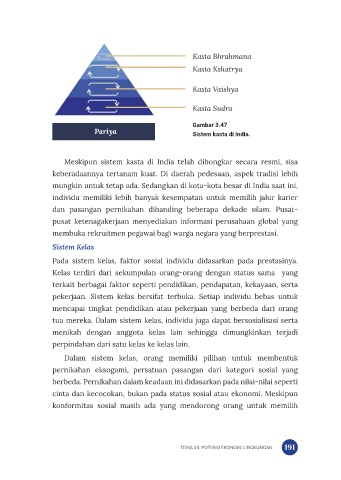 Kasta Bhrahmana
Kasta Kshatrya
Kasta Vaishya
Kasta Sudra
Pariya
Gambar 3.47
Sistem kasta di India.
Meskipun sistem kasta di India telah dibongkar secara resmi, sisa
keberadaannya tertanam kuat. Di daerah pedesaan, aspek tradisi lebih
mungkin untuk tetap ada. Sedangkan di kota-kota besar di India saat ini,
individu memiliki lebih banyak kesempatan untuk memilih jalur karier
dan pasangan pernikahan dibanding beberapa dekade silam. Pusat-
pusat ketenagakerjaan menyediakan informasi perusahaan global yang
membuka rekruitmen pegawai bagi warga negara yang berprestasi.
Sistem Kelas
Pada sistem kelas, faktor sosial individu didasarkan pada prestasinya.
Kelas terdiri dari sekumpulan orang-orang dengan status sama yang
terkait berbagai faktor seperti pendidikan, pendapatan, kekayaan, serta
pekerjaan. Sistem kelas bersifat terbuka. Setiap individu bebas untuk
mencapai tingkat pendidikan atau pekerjaan yang berbeda dari orang
tua mereka. Dalam sistem kelas, individu juga dapat bersosialisasi serta
menikah dengan anggota kelas lain sehingga dimungkinkan terjadi
perpindahan dari satu kelas ke kelas lain.
Dalam sistem kelas, orang memiliki pilihan untuk membentuk
pernikahan eksogami, persatuan pasangan dari kategori sosial yang
berbeda. Pernikahan dalam keadaan ini didasarkan pada nilai-nilai seperti
cinta dan kecocokan, bukan pada status sosial atau ekonomi. Meskipun
konformitas sosial masih ada yang mendorong orang untuk memilih
TEMA 03: POTENSI EKONOMI LINGKUNGAN
191